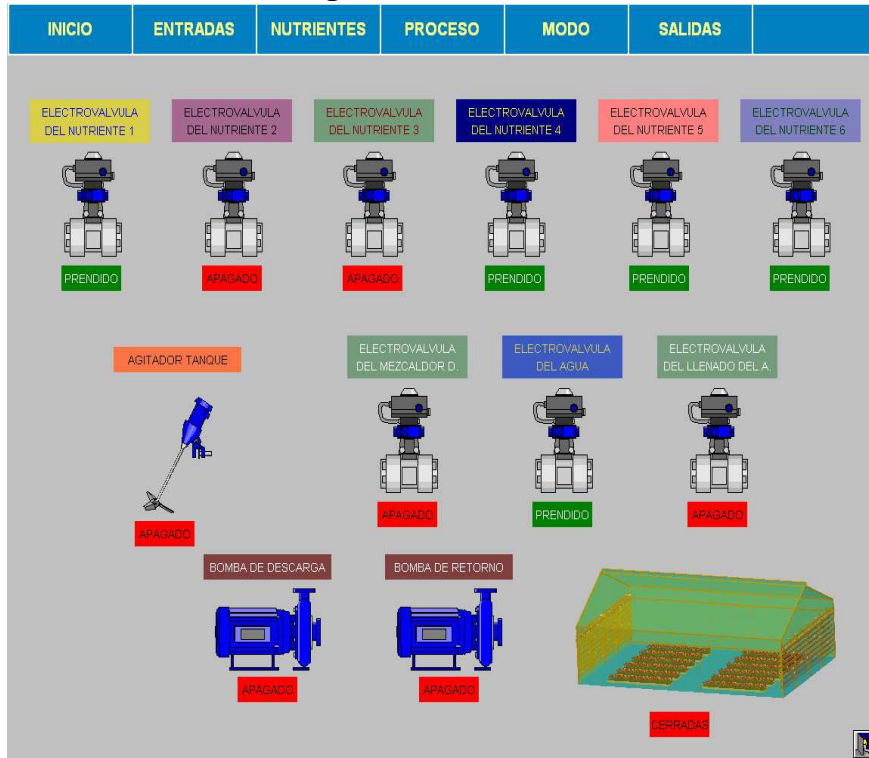 INICIO
ENTRADAS
NUTRIENTES
PROCESO
MODO
SALIDAS
ELECTROVALVULA
DEL NUTRIENTE 1
ELECTROVALVULA
DEL NUTRIENTE 2
ELECTROVALVULA
DEL NUTRIENTE 3
ELECTROVALVULA
DEL NUTRIENTE 4
ELECTROVALVULA
DEL NUTRIENTE 5
ELECTROVALVULA
DEL NUTRIENTE 6
PRENDIDO
APAGADO
APAGADO
PRENDIDO
PRENDIDO
PRENDIDO
AGITADOR TANQUE
ELECTROVALVULA
DEL MEZCALDOR D.
ELECTROVALVULA
DEL AGUA
ELECTROVALVULA
DEL LLENADO DEL A.
APAGADO
APAGADO
PRENDIDO
APAGADO
BOMBA DE DESCARGA
BOMBA DE RETORNO
APAGADO
APAGADO
CERRADAS